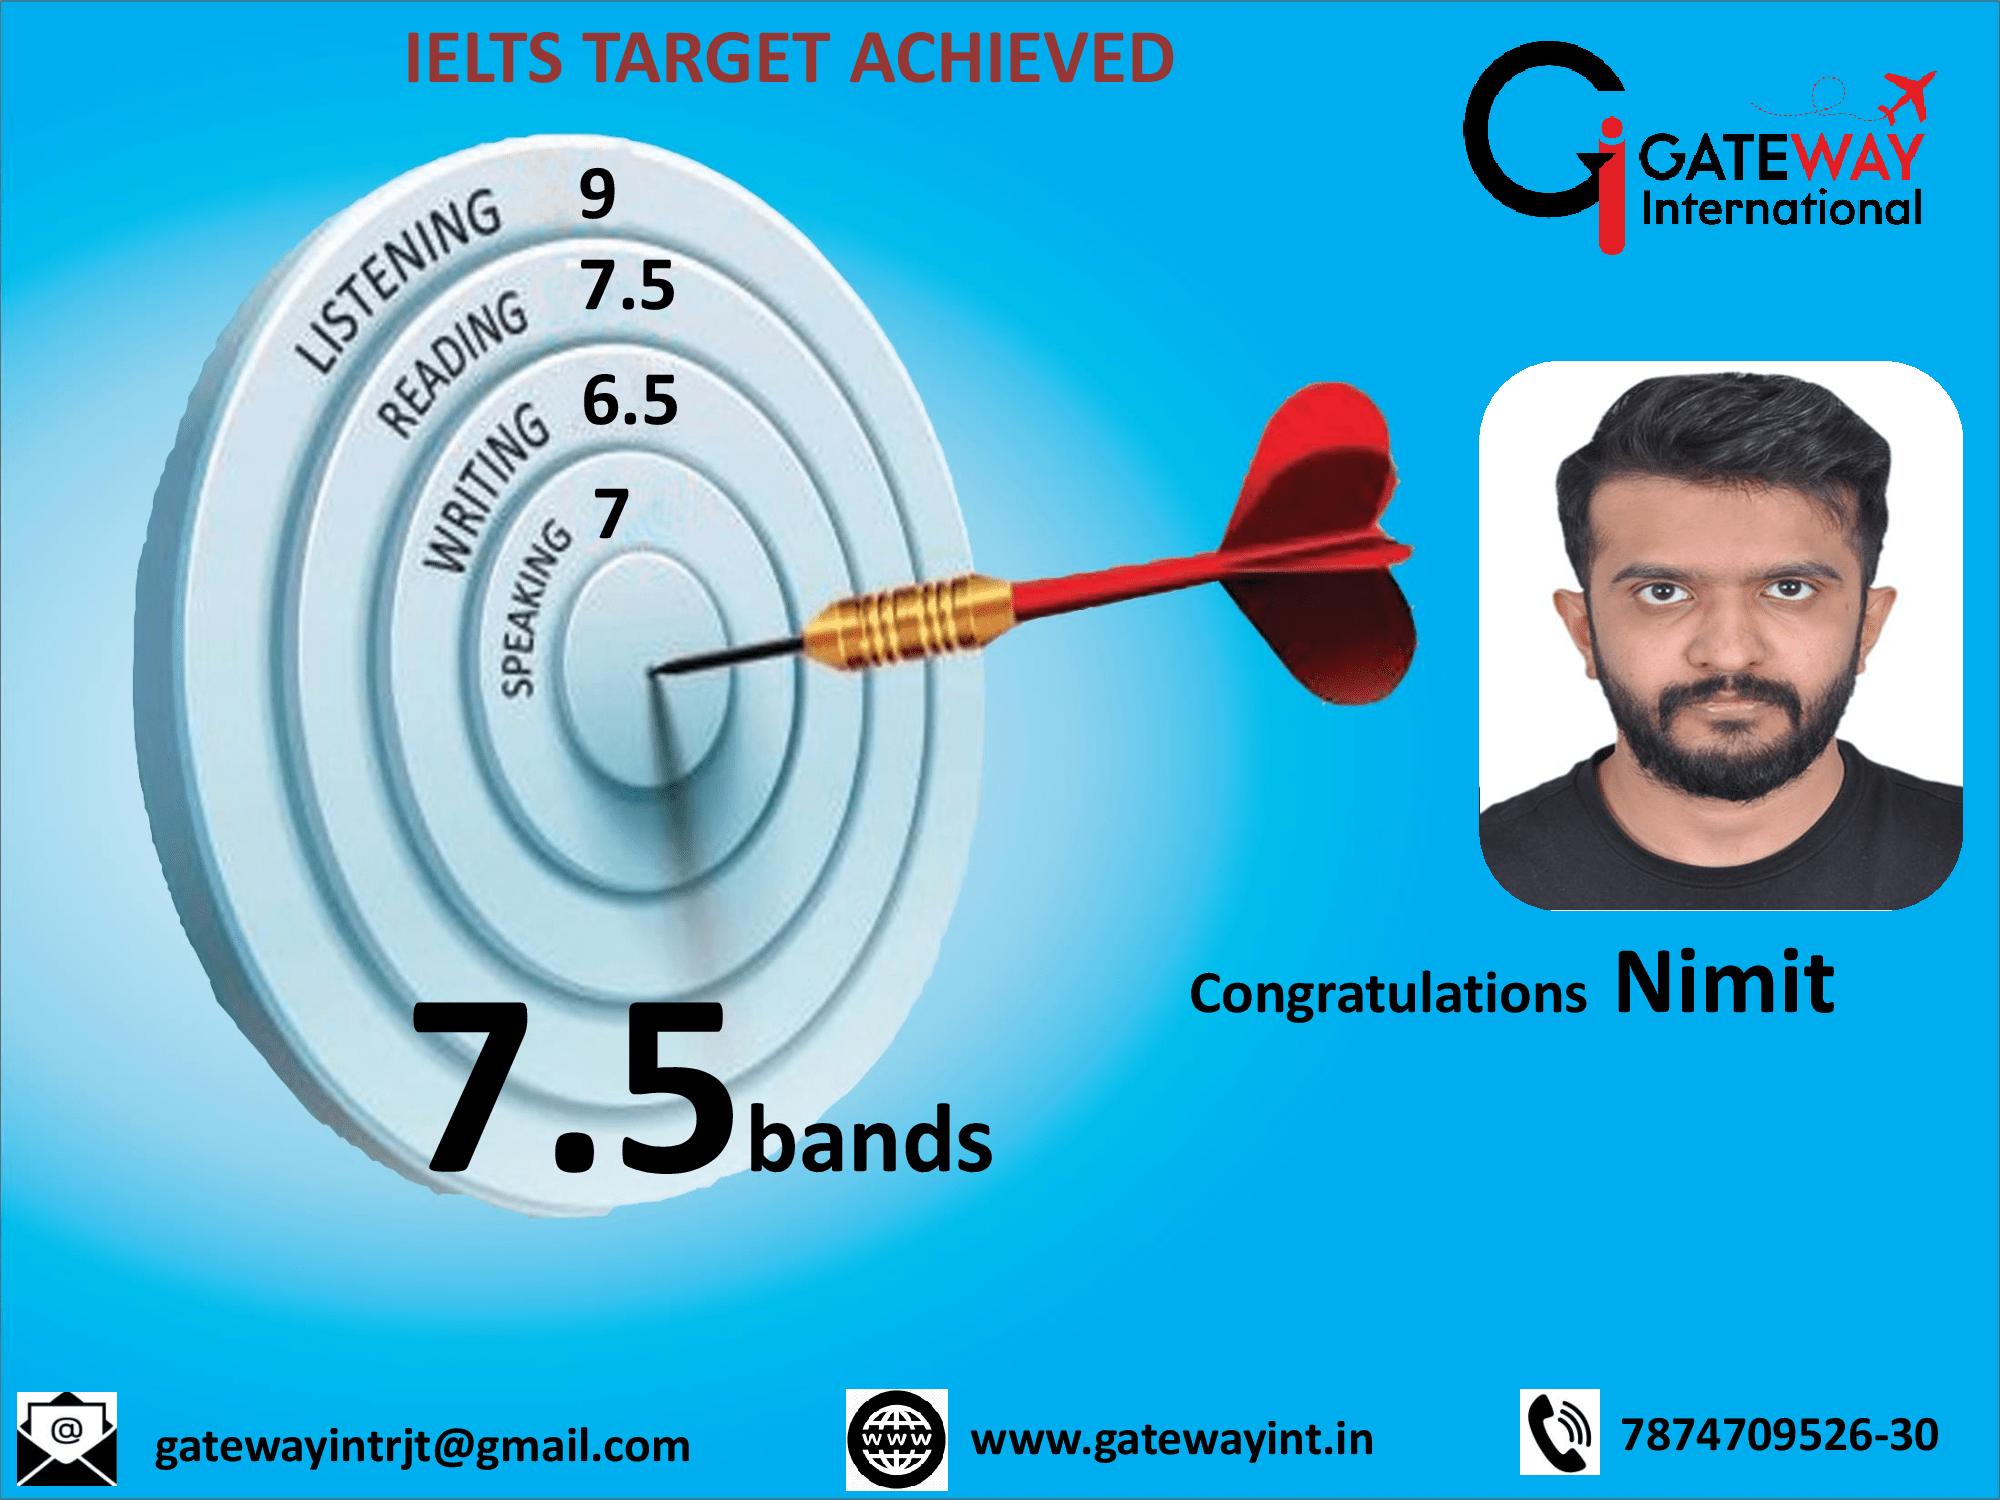 IELTS TARGET ACHIEVED
GATEWAY
International
LISTENING 9
READING 7.5
WRITING 6.5
SPEAKING 7
7.5 bands
Congratulations Nimit
@
gatewayintrjt@gmail.com
www
www.gatewayint.in
7874709526-30